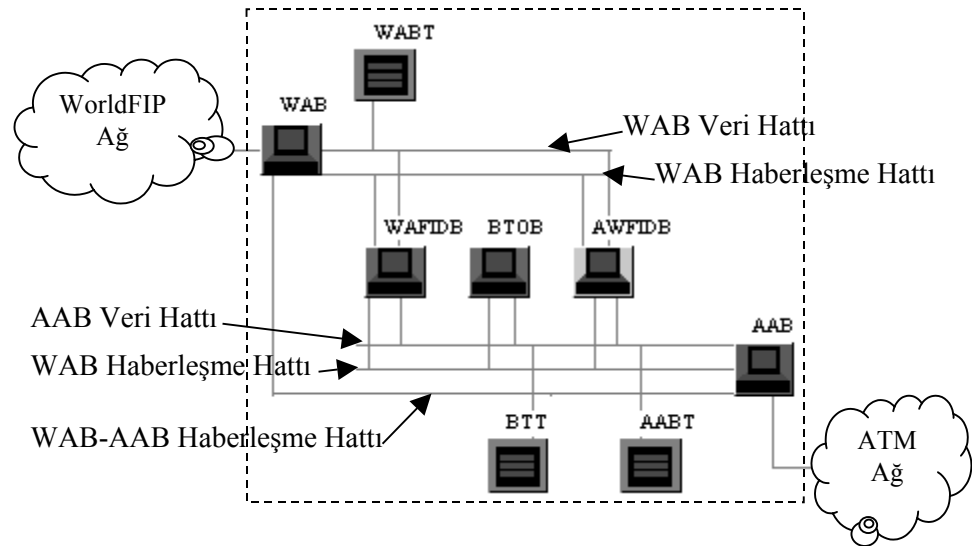 WABT
WorldFIP
Ağ
WAB
WAB Veri Hattı
WAB Haberleşme Hattı
WAFIDB
BTOB
AWFIDB
AAB Veri Hattı
AAB
WAB Haberleşme Hattı
WAB-AAB Haberleşme Hattı
BTT
AABT
ATM
Ağ